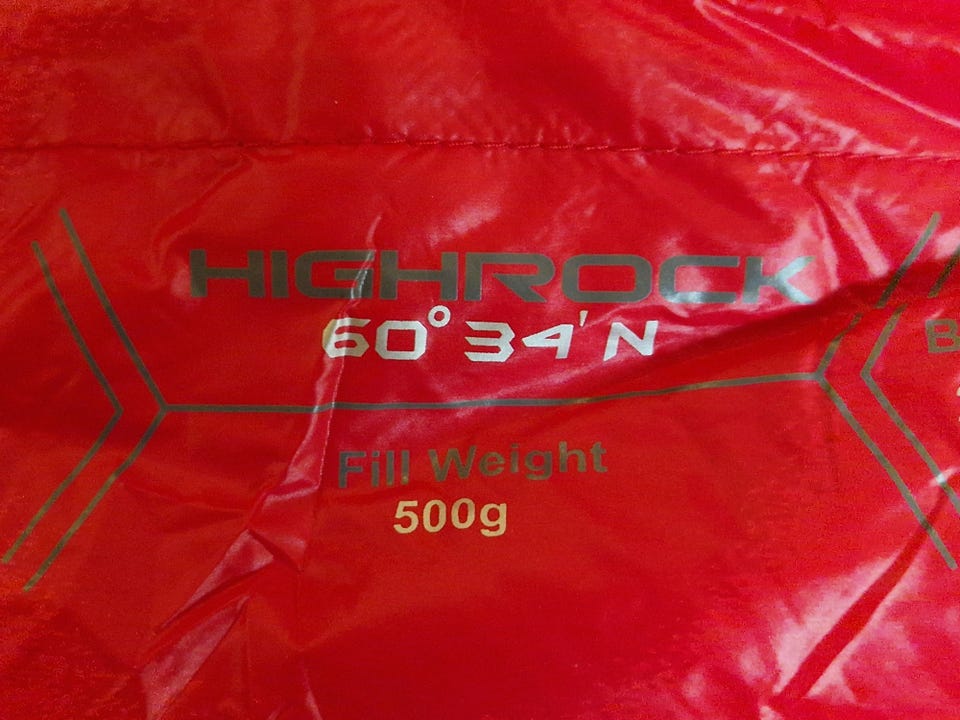 HIGHROCK
60° 34' N
Fill Weight
500g